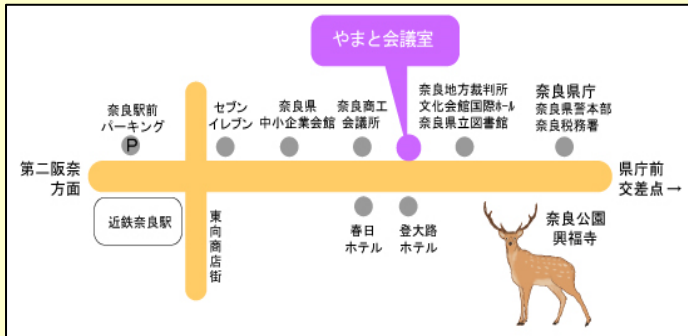 やまと会議室
奈良駅前
パーキング
P
セブン
イレブン
奈良県
中小企業会館
奈良商工
会議所
奈良地方裁判所
文化会館国際ホール
奈良県立図書館
奈良県庁
奈良県警本部
奈良税務署
第二阪奈
方面
県庁前
交差点→
近鉄奈良駅
東向商店街
春日
ホテル
登大路
ホテル
奈良公園
興福寺